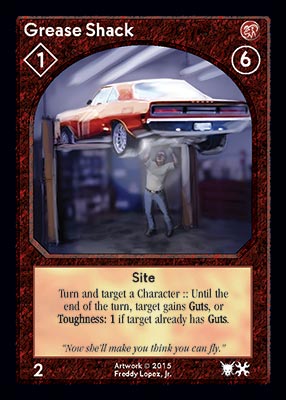 Grease Shack
1
6
Site
Turn and target a Character :: Until
the end of the turn, target gains Guts, or
Toughness: 1 if target already has Guts.
"Now she'll make you think you can fly."
Artwork © 2015
Freddy Lopez, Jr.
2